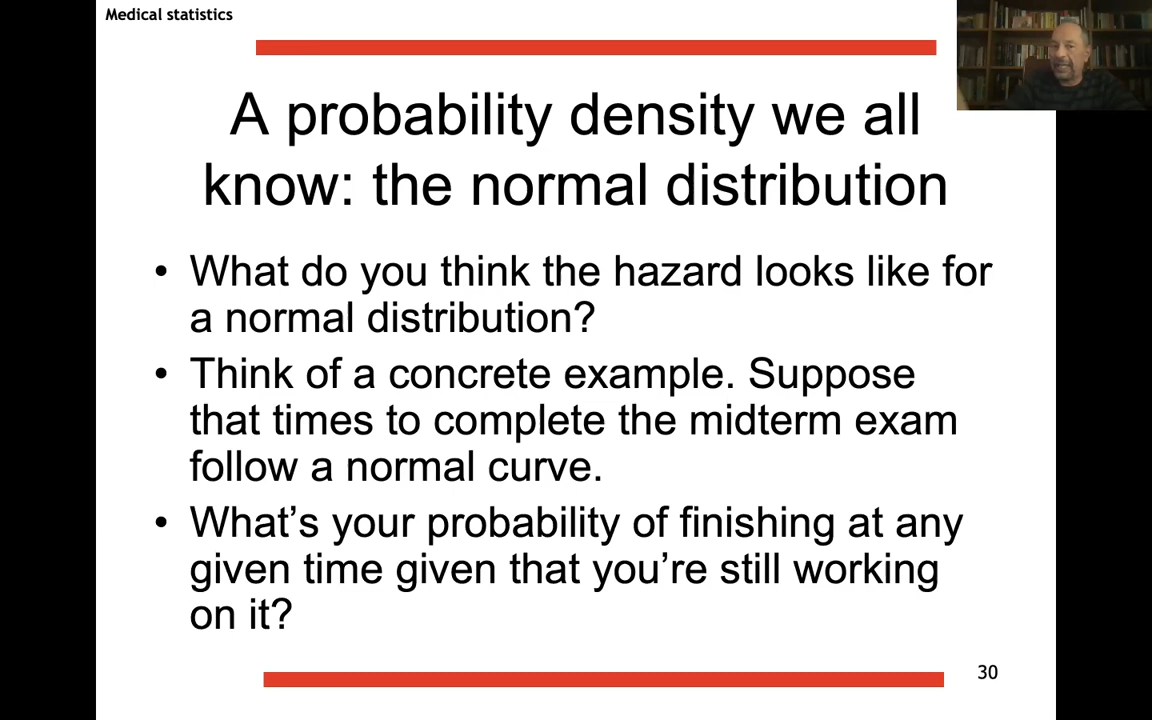 Medical statistics
A probability density we all
know: the normal distribution
• What do you think the hazard looks like for
a normal distribution?
• Think of a concrete example. Suppose
that times to complete the midterm exam
follow a normal curve.
• What’s your probability of finishing at any
given time given that you’re still working
on it?
30